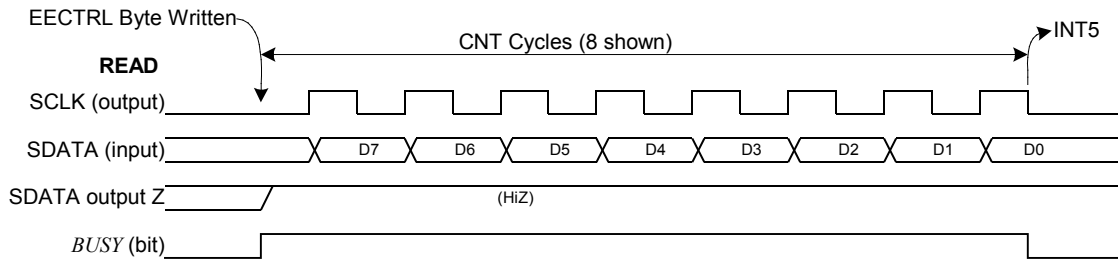 EECTRL Byte Written
CNT Cycles (8 shown)
INT5
READ
SCLK (output)
SDATA (input) D7 D6 D5 D4 D3 D2 D1 D0
SDATA output Z (HiZ)
BUSY (bit)